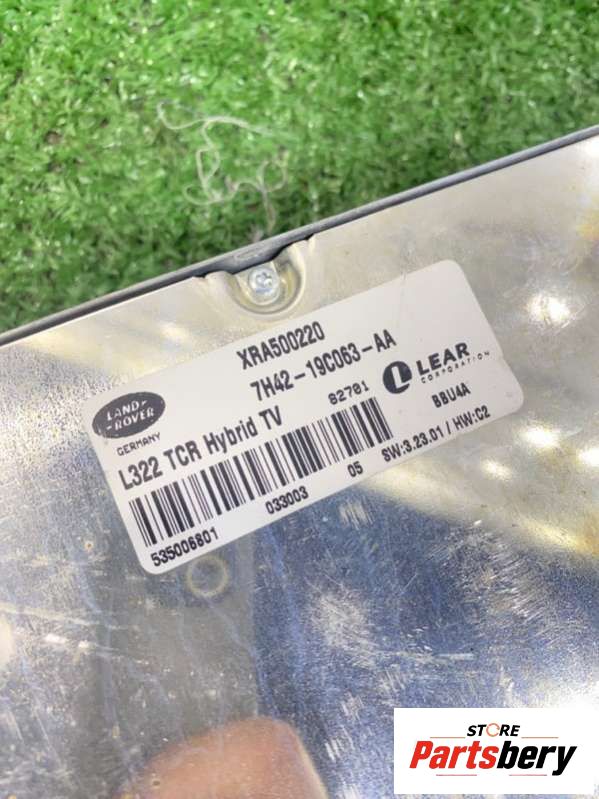 XRA500220
7H42-19C063-AA
LAND-
-ROVER
GERMANY
L322 TCR Hybrid TV
82781
L LEAR
CORPORATION
BBU4A
SW:3.23.01 / HW:C2
535006801
033003
05
STORE
Partsbery